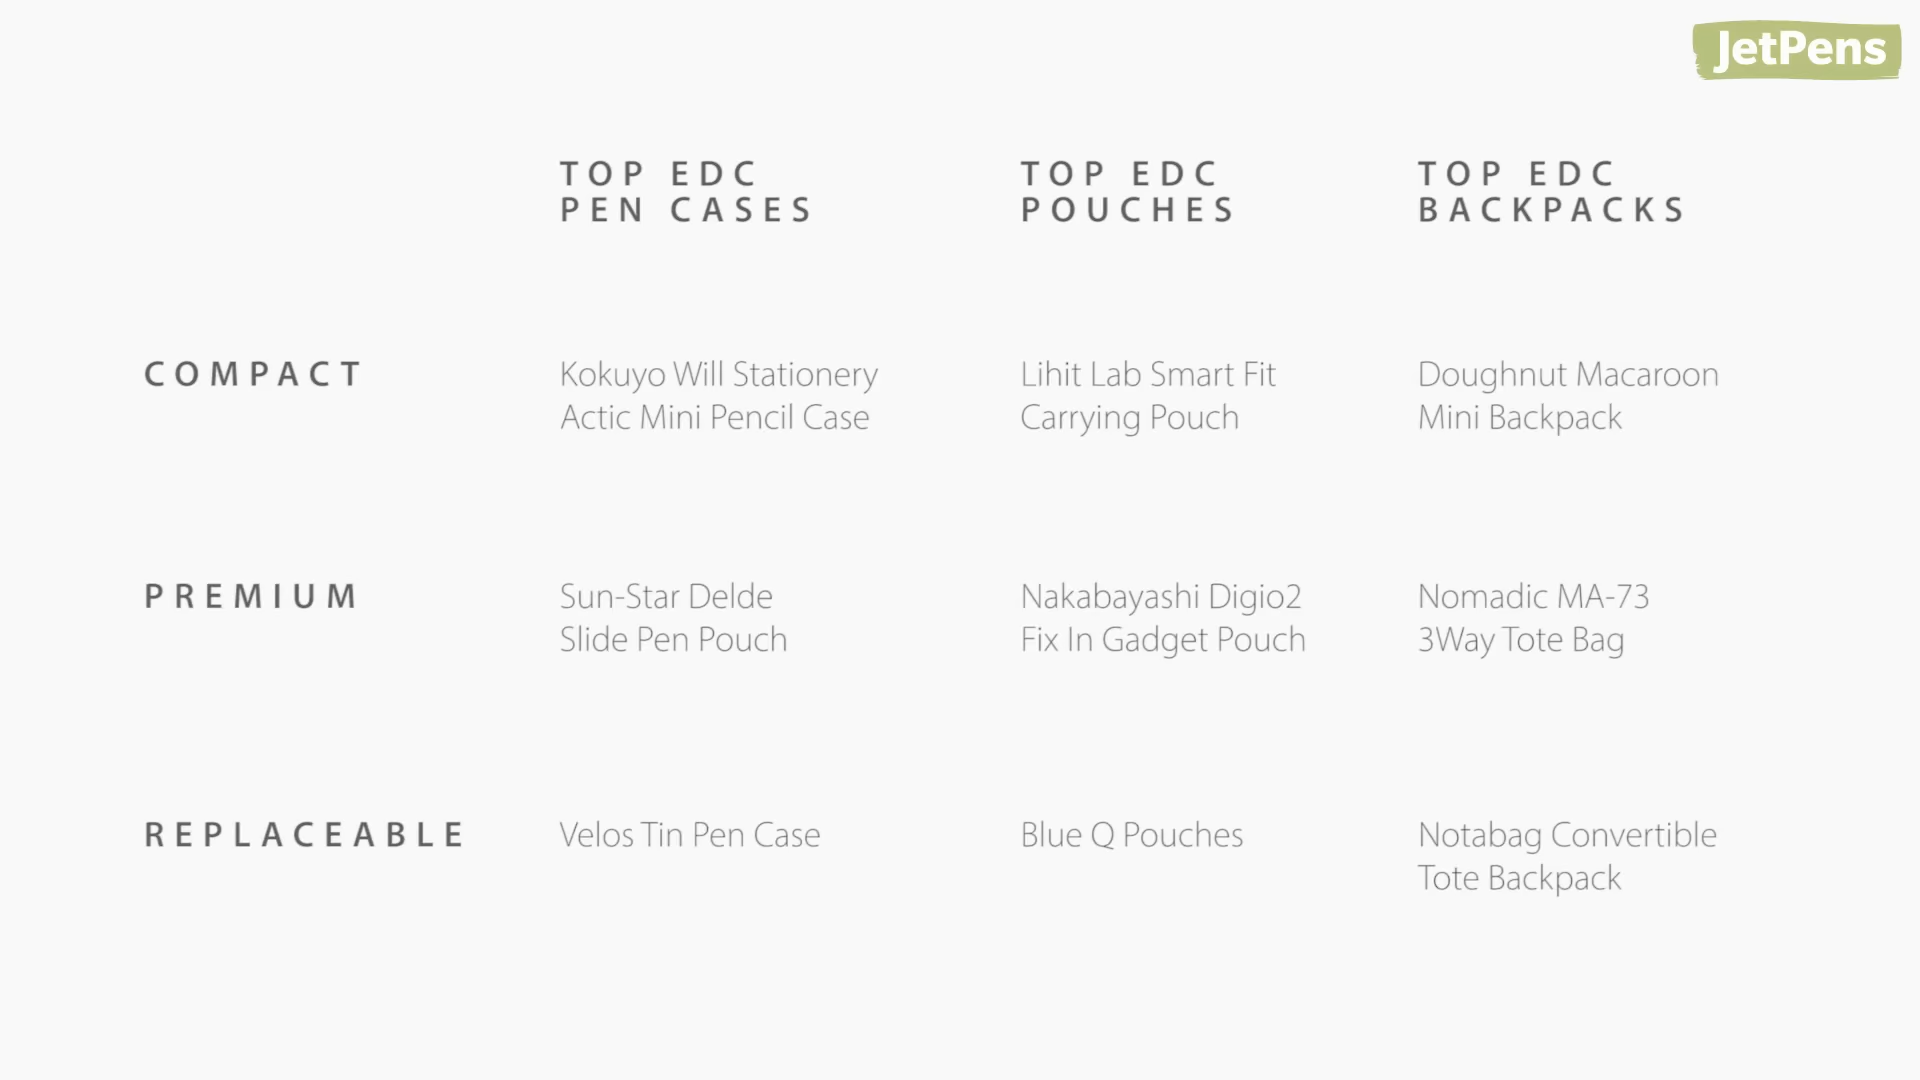 JetPens
TOP EDC
PEN CASES
TOP EDC
POUCHES
TOP EDC
BACKPACKS
COMPACT
Kokuyo Will Stationery
Actic Mini Pencil Case
Lihit Lab Smart Fit
Carrying Pouch
Doughnut Macaroon
Mini Backpack
PREMIUM
Sun-Star Delde
Slide Pen Pouch
Nakabayashi Digio2
Fix In Gadget Pouch
Nomadic MA-73
3Way Tote Bag
REPLACEABLE
Velos Tin Pen Case
Blue Q Pouches
Notabag Convertible
Tote Backpack